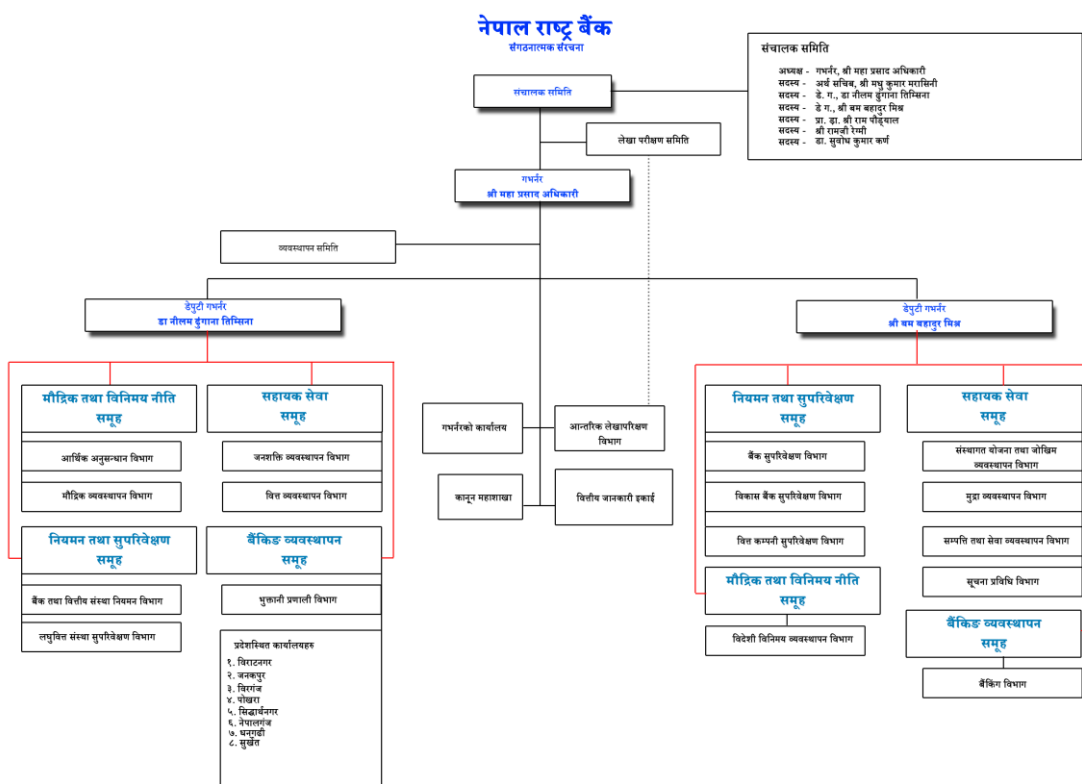 नेपाल राष्ट्र बैंक
संगठनात्मक संरचना
संचालक समिति
संचालक समिति
अध्यक्ष - गभर्नर, श्री महा प्रसाद अधिकारी
सदस्य - अर्थ सचिब, श्री मधु कुमार मरासिनी
सदस्य - डे. ग., डा नीलम ढुंगाना तिम्सिना
सदस्य - डे ग., श्री बम बहादुर मिश्र
सदस्य - प्रा. ड़ा. श्री राम पौडूयाल
सदस्य - श्री रामजी रेग्मी
सदस्य - डा. सुवोध कुमार कर्ण
लेखा परीक्षण समिति
गभर्नर
श्री महा प्रसाद अधिकारी
व्यवस्थापन समिति
डेपुटी गभर्नर
डा नीलम ढुंगाना तिम्सिना
डेपुटी गभर्नर
श्री बम बहादुर मिश्र
मौद्रिक तथा विनिमय नीति
समूह
आर्थिक अनुसन्धान विभाग
मौद्रिक व्यवस्थापन विभाग
सहायक सेवा
समूह
जनशक्ति व्यवस्थापन विभाग
वित्त व्यवस्थापन विभाग
नियमन तथा सुपरिवेक्षण
समूह
बैंक तथा वित्तीय संस्था नियमन विभाग
लघुवित्त संस्था सुपरिवेक्षण विभाग
बैंकिङ व्यवस्थापन
समूह
भुक्तानी प्रणाली विभाग
प्रदेशस्थित कार्यालयहरु
१. विराटनगर
२. जनकपुर
३. विरगंज
४. पोखरा
५. सिद्धार्थनगर
६. नेपालगंज
७. धनगढी
८. सुर्खेत
गभर्नरको कार्यालय
आन्तरिक लेखापरिक्षण
विभाग
कानून महाशाखा
वित्तीय जानकारी इकाई
नियमन तथा सुपरिवेक्षण
समूह
बैंक सुपरिवेक्षण विभाग
विकास बैंक सुपरिवेक्षण विभाग
वित्त कम्पनी सुपरिवेक्षण विभाग
मौद्रिक तथा विनिमय नीति
समूह
विदेशी विनिमय व्यवस्थापन विभाग
सहायक सेवा
समूह
संस्थागत योजना तथा जोखिम
व्यवस्थापन विभाग
मुद्रा व्यवस्थापन विभाग
सम्पत्ति तथा सेवा व्यवस्थापन विभाग
सूचना प्रविधि विभाग
बैंकिङ व्यवस्थापन
समूह
बैंकिंग विभाग